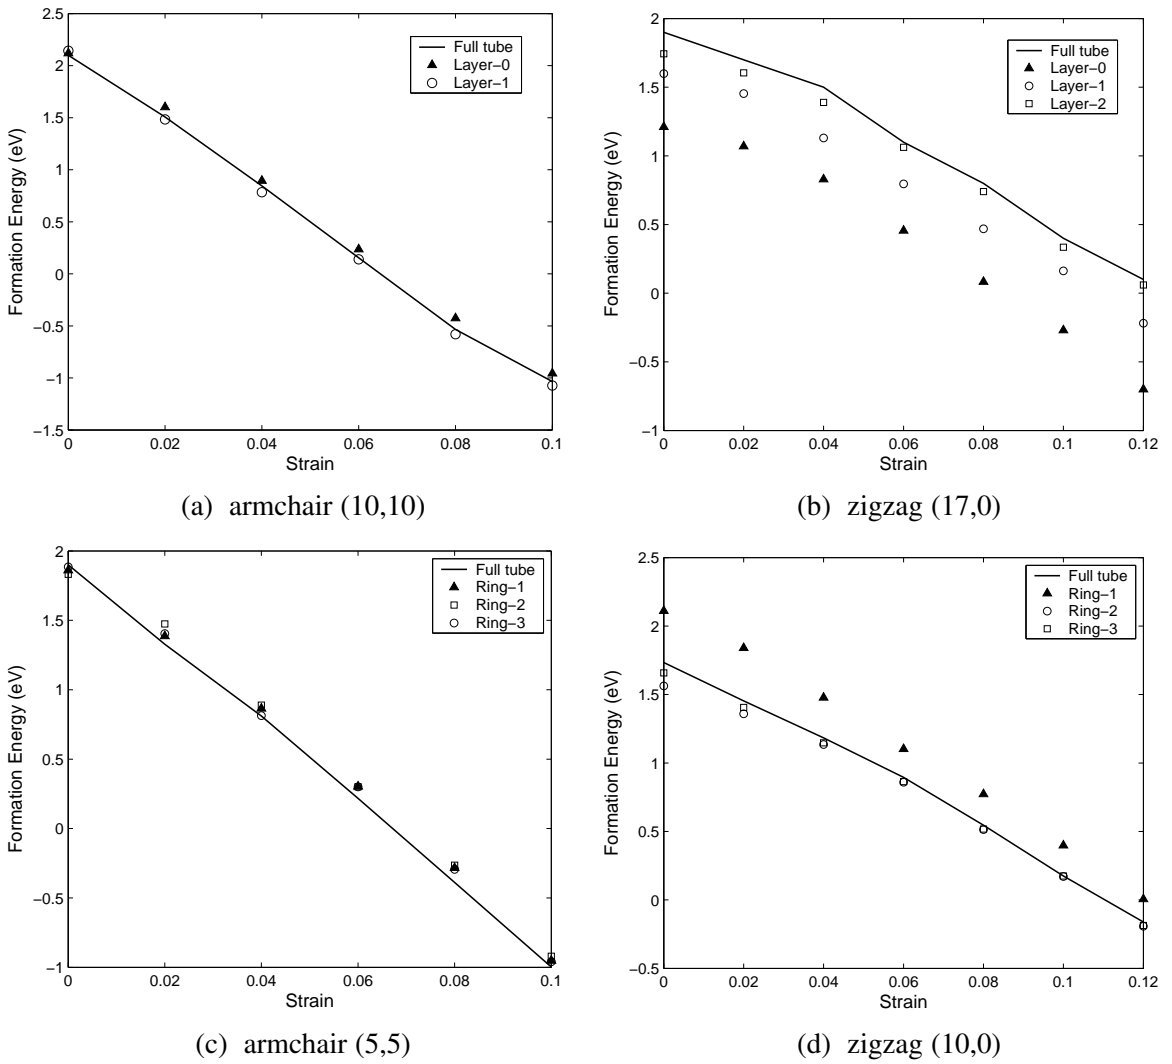 2.5
2
1.5
1
0.5
0
−0.5
−1
−1.5
Formation Energy (eV)
Full tube
Layer−0
Layer−1
0 0.02 0.04 0.06 0.08 0.1
Strain
(a) armchair (10,10)
2
1.5
1
0.5
0
−0.5
−1
Formation Energy (eV)
Full tube
Layer−0
Layer−1
Layer−2
0 0.02 0.04 0.06 0.08 0.1 0.12
Strain
(b) zigzag (17,0)
2
1.5
1
0.5
0
−0.5
−1
Formation Energy (eV)
Full tube
Ring−1
Ring−2
Ring−3
0 0.02 0.04 0.06 0.08 0.1
Strain
(c) armchair (5,5)
2.5
2
1.5
1
0.5
0
−0.5
Formation Energy (eV)
Full tube
Ring−1
Ring−2
Ring−3
0 0.02 0.04 0.06 0.08 0.1 0.12
Strain
(d) zigzag (10,0)